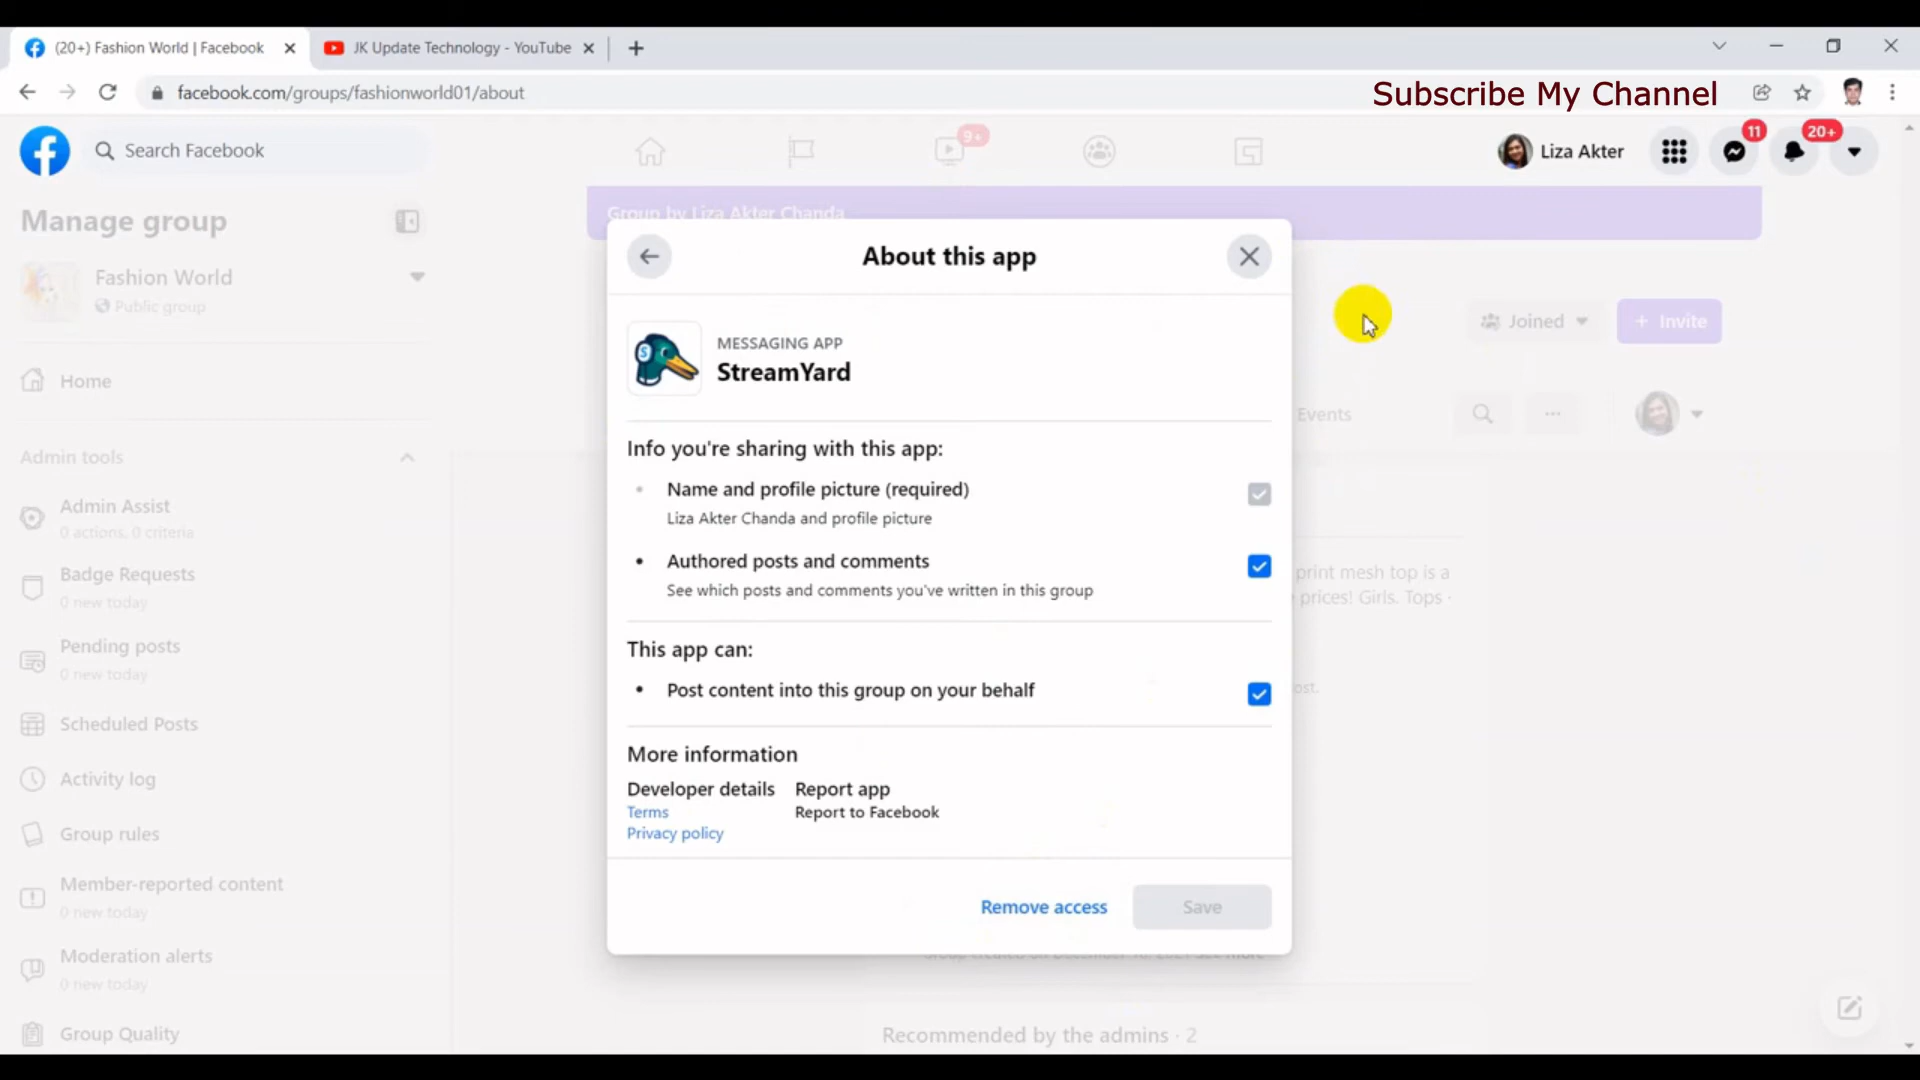 (20+) Fashion World | Facebook
JK Update Technology - YouTube
facebook.com/groups/fashionworld01/about
Subscribe My Channel
Search Facebook
9+
Liza Akter
11
20+
Manage group
Group by Liza Akter Chanda
Fashion World
Public group
Joined
+ Invite
Home
Events
Admin tools
Admin Assist
0 actions, 0 criteria
Badge Requests
0 new today
Pending posts
0 new today
Scheduled Posts
Activity log
Group rules
Member-reported content
0 new today
Moderation alerts
0 new today
Group Quality
About this app
MESSAGING APP
StreamYard
Info you're sharing with this app:
• Name and profile picture (required)
Liza Akter Chanda and profile picture
• Authored posts and comments
See which posts and comments you've written in this group
This app can:
• Post content into this group on your behalf
More information
Developer details
Terms
Privacy policy
Report app
Report to Facebook
Remove access
Save
print mesh top is a
prices! Girls. Tops ·
Recommended by the admins · 2